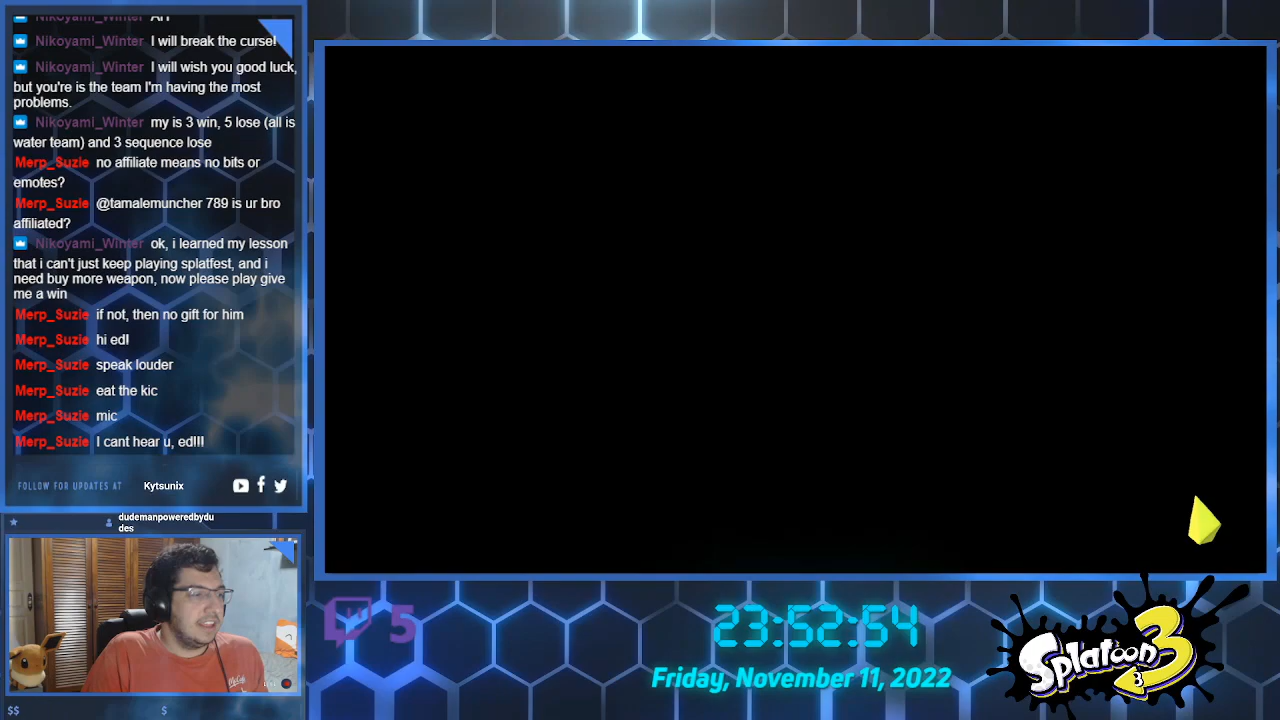 Nikoyami_Winter
Nikoyami_Winter I will break the curse!
Nikoyami_Winter I will wish you good luck,
but you're is the team I'm having the most
problems.
Nikoyami_Winter my is 3 win, 5 lose (all is
water team) and 3 sequence lose
Merp_Suzie no affiliate means no bits or
emotes?
Merp_Suzie @tamalemuncher 789 is ur bro
affiliated?
Nikoyami_Winter ok, i learned my lesson
that i can't just keep playing splatfest, and i
need buy more weapon, now please play give
me a win
Merp_Suzie if not, then no gift for him
Merp_Suzie hi ed!
Merp_Suzie speak louder
Merp_Suzie eat the kic
Merp_Suzie mic
Merp_Suzie I cant hear u, ed!!!
FOLLOW FOR UPDATES AT Kytsunix
dudemanpoweredbydu
des
$$ $
5
23:52:54
Friday, November 11, 2022
Splatoon 3